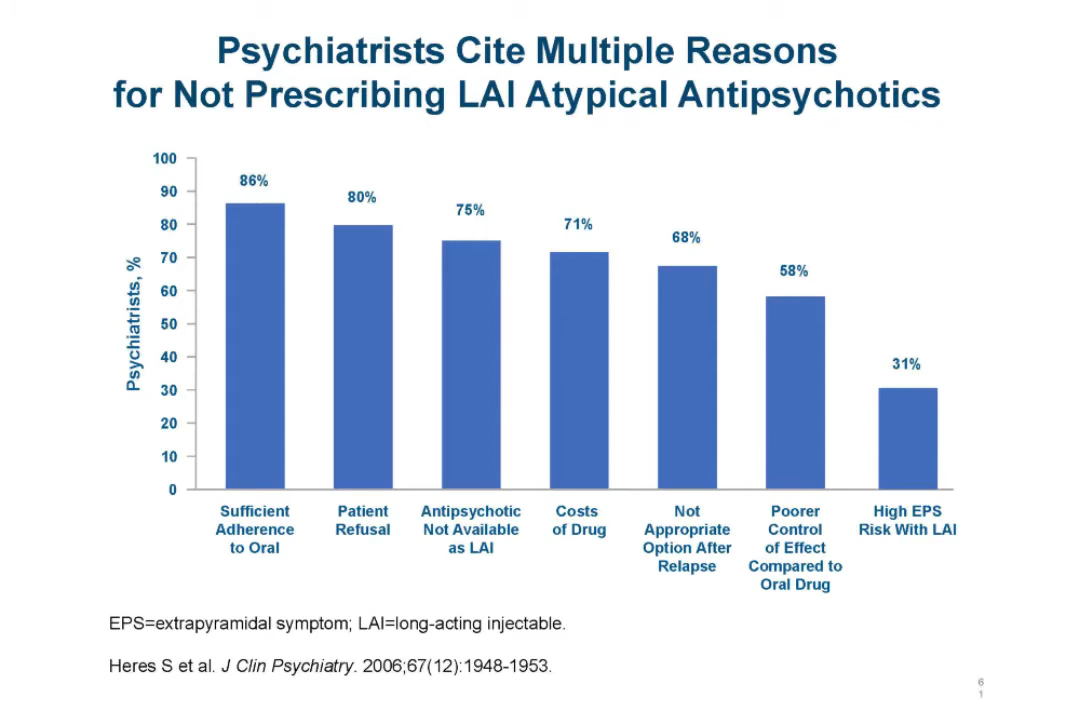 Psychiatrists Cite Multiple Reasons
for Not Prescribing LAI Atypical Antipsychotics
Psychiatrists, %
100
90
80
70
60
50
40
30
20
10
0
86%
80%
75%
71%
68%
58%
31%
Sufficient
Adherence
to Oral
Patient
Refusal
Antipsychotic
Not Available
as LAI
Costs
of Drug
Not
Appropriate
Option After
Relapse
Poorer
Control
of Effect
Compared to
Oral Drug
High EPS
Risk With LAI
EPS=extrapyramidal symptom; LAI=long-acting injectable.
Heres S et al. J Clin Psychiatry. 2006;67(12):1948-1953.
6
1